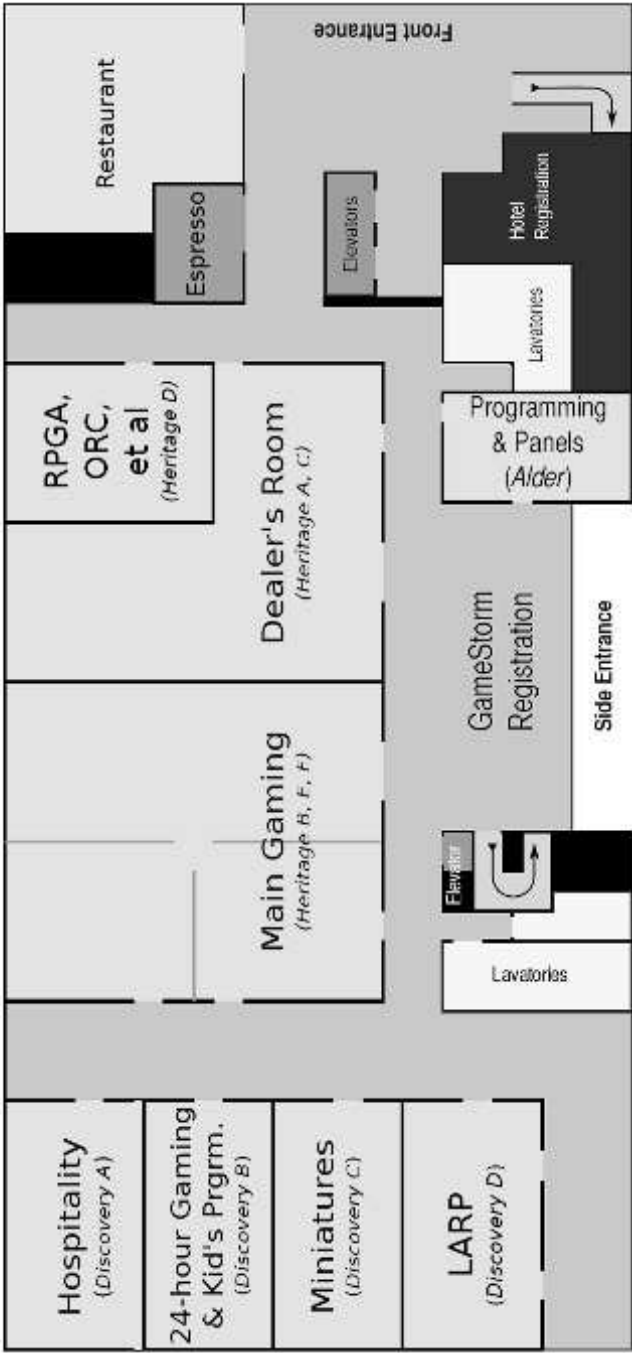 Front Entrance
Restaurant
Espresso
Elevators
Hotel
Registration
Lavatories
RPGA,
ORC,
et al
(Heritage D)
Dealer's Room
(Heritage A, C)
Programming
& Panels
(Alder)
GameStorm
Registration
Side Entrance
Main Gaming
(Heritage B, E, F)
Elevator
Lavatories
Hospitality
(Discovery A)
24-hour Gaming
& Kid's Prgrm.
(Discovery B)
Miniatures
(Discovery C)
LARP
(Discovery D)